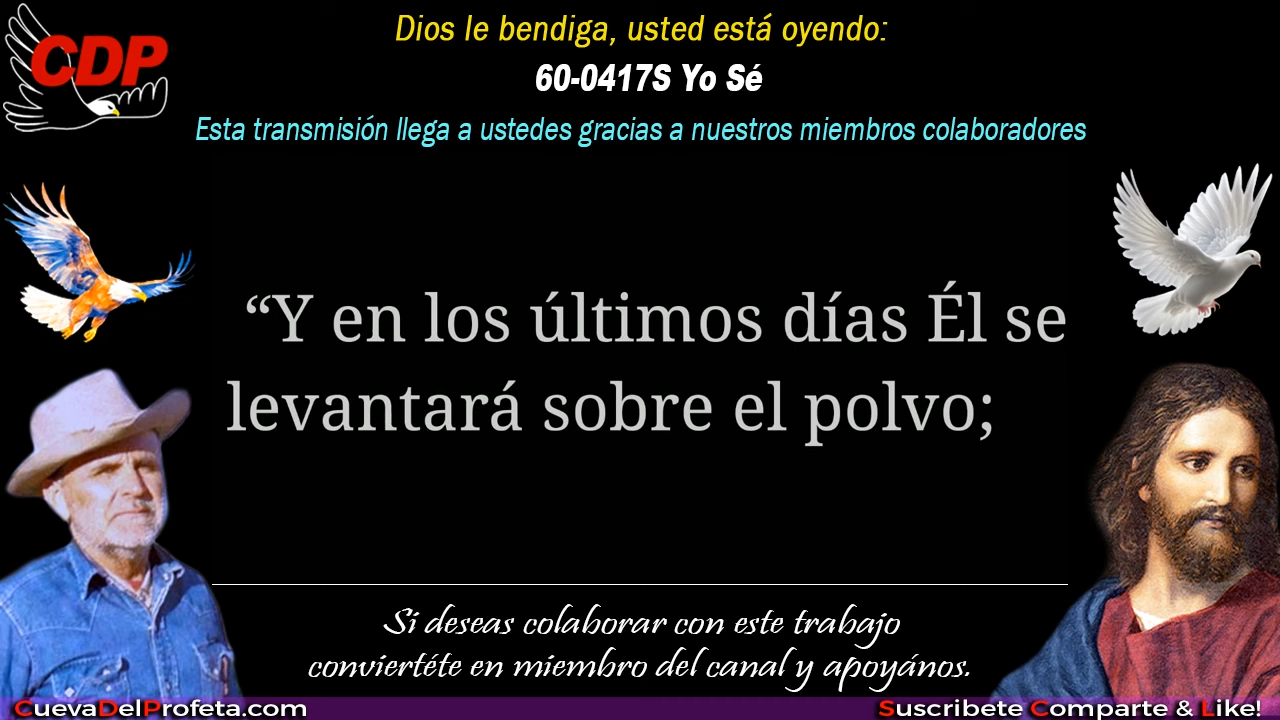 CDP
Dios le bendiga, usted está oyendo:
60-0417S Yo Sé
Esta transmisión llega a ustedes gracias a nuestros miembros colaboradores
“Y en los últimos días Él se
levantará sobre el polvo;
Si deseas colaborar con este trabajo
conviertéte en miembro del canal y apoyános.
CuevaDelProfeta.com
Suscribete Comparte & Like!